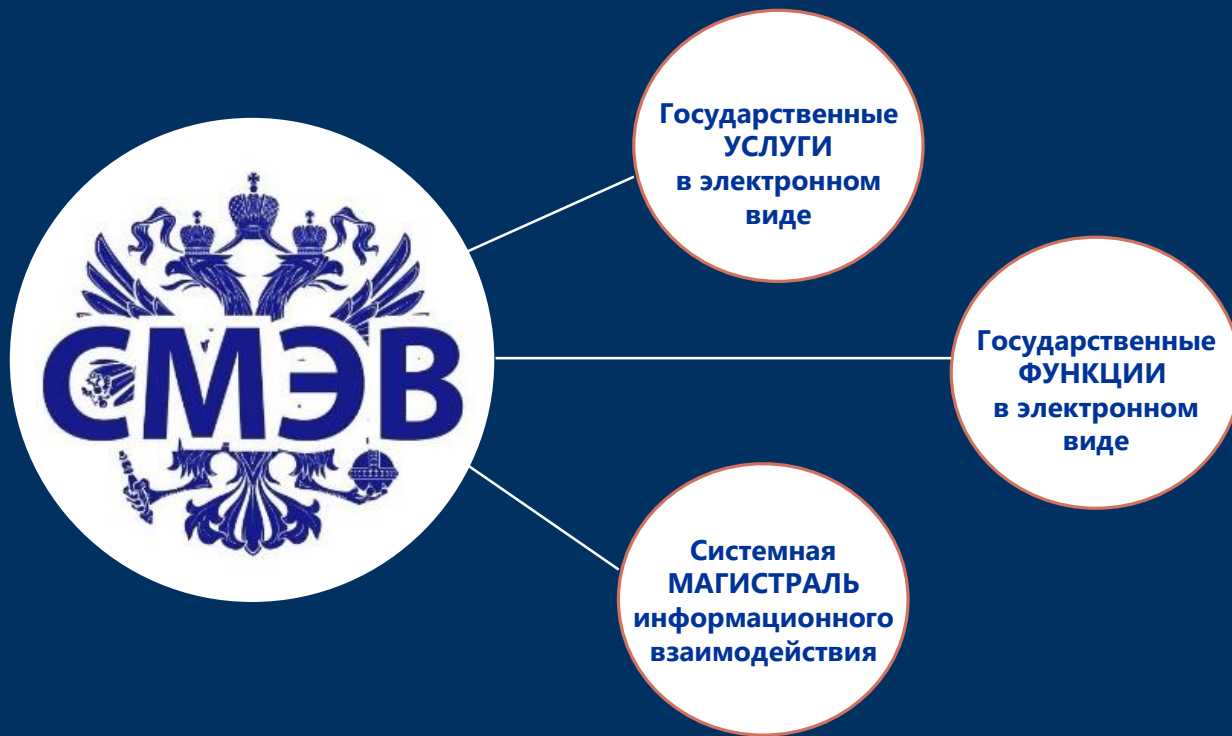 СМЭВ
Государственные
УСЛУГИ
в электронном
виде
Государственные
ФУНКЦИИ
в электронном
виде
Системная
МАГИСТРАЛЬ
информационного
взаимодействия